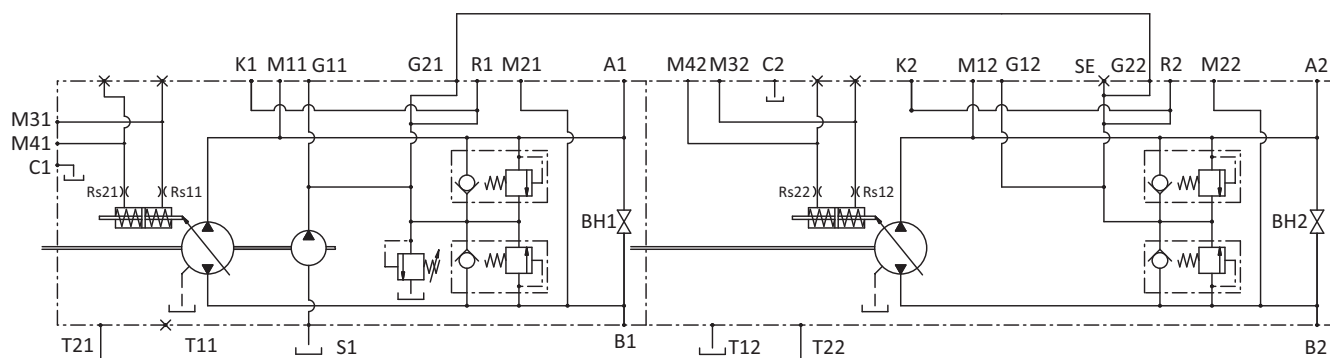 K1 M11 G11 G21 R1 M21 A1 M42 M32 C2 K2 M12 G12 SE G22 R2 M22 A2
M31
M41
C1
Rs21 Rs11 Rs22 Rs12
BH1 BH2
T21 T11 S1 B1 T12 T22 B2